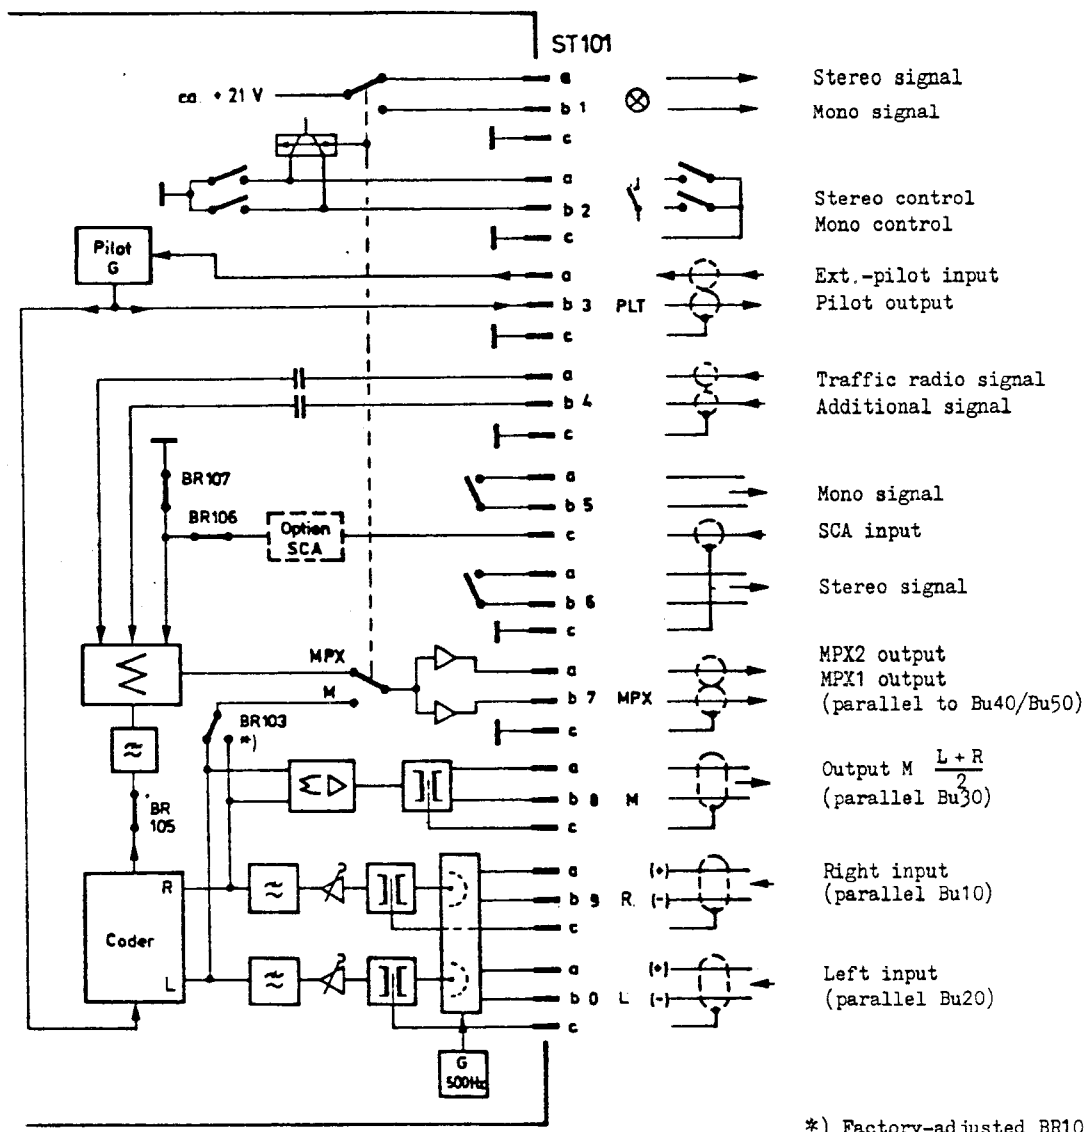 ST101
ca. + 21 V
a
b 1
c
Stereo signal
Mono signal
a
b 2
c
Stereo control
Mono control
Pilot
G
a
b 3 PLT
c
Ext.-pilot input
Pilot output
a
b 4
c
Traffic radio signal
Additional signal
BR107
BR106
Option
SCA
a
b 5
c
Mono signal
SCA input
a
b 6
c
Stereo signal
MPX
M
BR103
*)
a
b 7 MPX
c
MPX2 output
MPX1 output
(parallel to Bu40/Bu50)
BR
105
a
b 8 M
c
Output M L + R
2
(parallel Bu30)
Coder
R
L
a
b 9 R. (+)
(-)
c
Right input
(parallel Bu10)
a
b 0 L (+)
(-)
c
Left input
(parallel Bu20)
G
500Hz
*) Factory-adjusted BR10